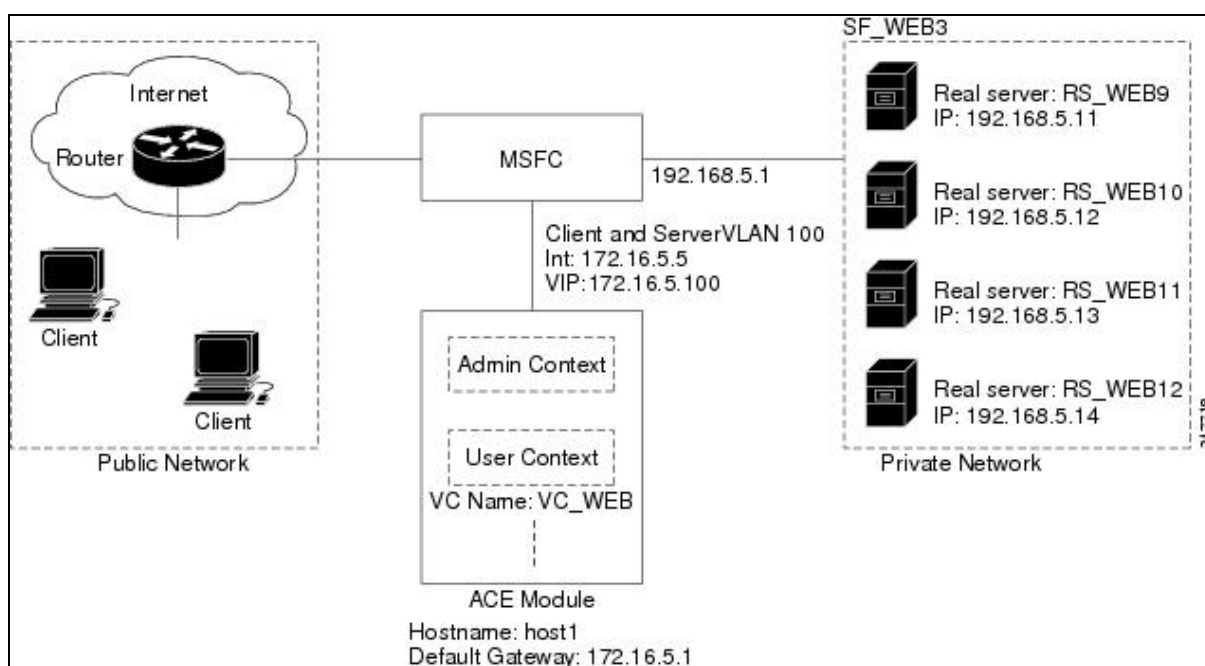 SF_WEB3
Internet
Router
Client
Client
Public Network
MSFC
192.168.5.1
Client and ServerVLAN 100
Int: 172.16.5.5
VIP:172.16.5.100
Admin Context
User Context
VC Name: VC_WEB
ACE Module
Hostname: host1
Default Gateway: 172.16.5.1
Real server: RS_WEB9
IP: 192.168.5.11
Real server: RS_WEB10
IP: 192.168.5.12
Real server: RS_WEB11
IP: 192.168.5.13
Real server: RS_WEB12
IP: 192.168.5.14
Private Network